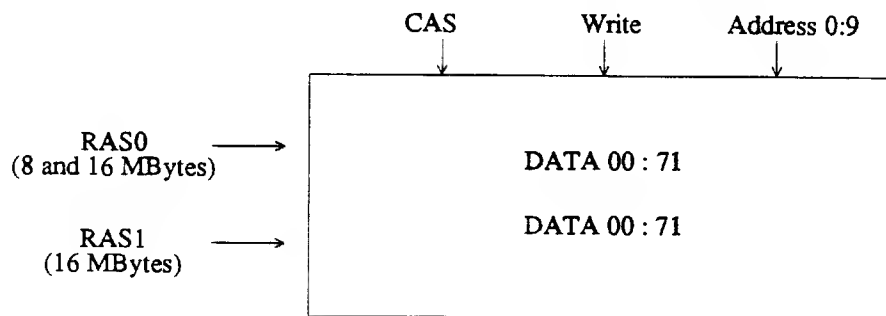 CAS Write Address 0:9
RAS0
(8 and 16 MBytes)
DATA 00 : 71
RAS1
(16 MBytes)
DATA 00 : 71